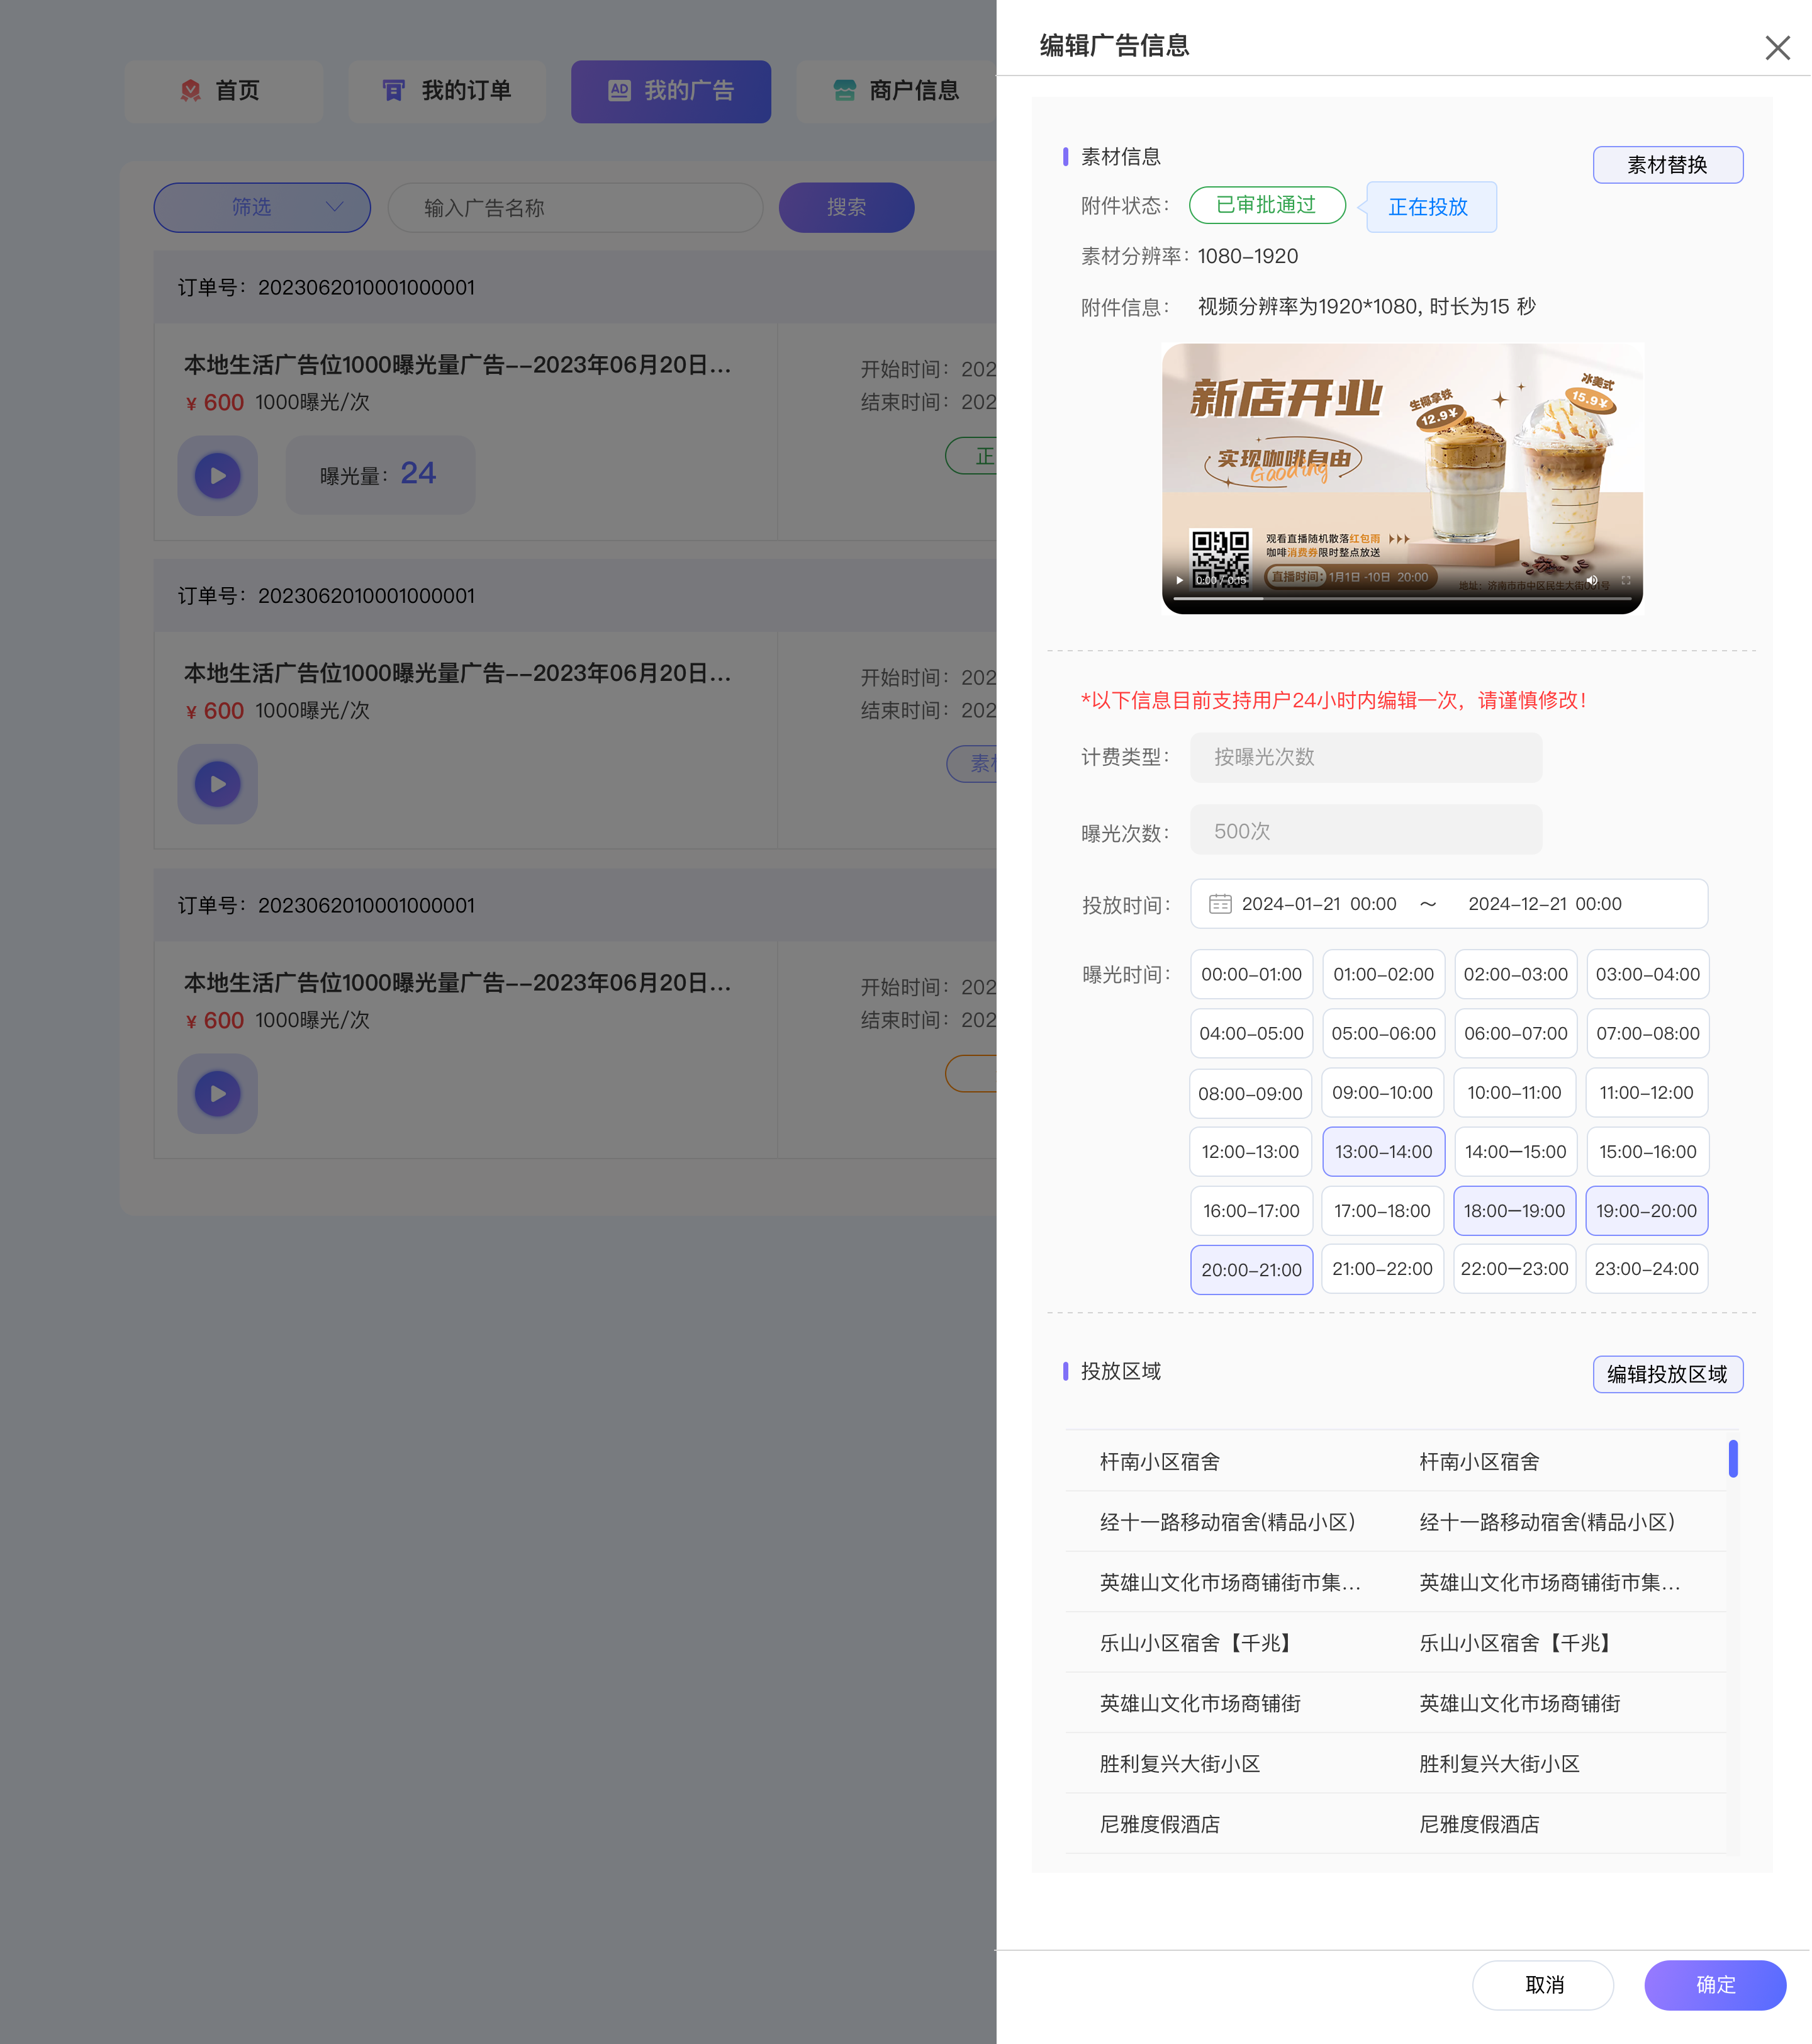 首页
我的订单
AD 我的广告
商户信息
筛选
输入广告名称
搜索
订单号：2023062010001000001
本地生活广告位1000曝光量广告--2023年06月20日...
¥ 600 1000曝光/次
曝光量：24
开始时间：202
结束时间：202
正
订单号：2023062010001000001
本地生活广告位1000曝光量广告--2023年06月20日...
¥ 600 1000曝光/次
开始时间：202
结束时间：202
订单号：2023062010001000001
本地生活广告位1000曝光量广告--2023年06月20日...
¥ 600 1000曝光/次
开始时间：202
结束时间：202
编辑广告信息
素材信息
素材替换
附件状态：
已审批通过
正在投放
素材分辨率：1080-1920
附件信息： 视频分辨率为1920*1080, 时长为15 秒
新店开业
生椰拿铁
12.9¥
冰美式
15.9¥
实现咖啡自由
Gaoding
观看直播随机散落红包雨
咖啡消费券限时整点放送
直播时间：1月1日 -10日 20:00
0:00 / 0:15
*以下信息目前支持用户24小时内编辑一次，请谨慎修改！
计费类型： 按曝光次数
曝光次数： 500次
投放时间： 2024-01-21 00:00 ～ 2024-12-21 00:00
曝光时间： 00:00-01:00 01:00-02:00 02:00-03:00 03:00-04:00
04:00-05:00 05:00-06:00 06:00-07:00 07:00-08:00
08:00-09:00 09:00-10:00 10:00-11:00 11:00-12:00
12:00-13:00 13:00-14:00 14:00—15:00 15:00-16:00
16:00-17:00 17:00-18:00 18:00—19:00 19:00-20:00
20:00-21:00 21:00-22:00 22:00—23:00 23:00-24:00
投放区域
编辑投放区域
杆南小区宿舍 杆南小区宿舍
经十一路移动宿舍(精品小区) 经十一路移动宿舍(精品小区)
英雄山文化市场商铺街市集... 英雄山文化市场商铺街市集...
乐山小区宿舍【千兆】 乐山小区宿舍【千兆】
英雄山文化市场商铺街 英雄山文化市场商铺街
胜利复兴大街小区 胜利复兴大街小区
尼雅度假酒店 尼雅度假酒店
取消
确定